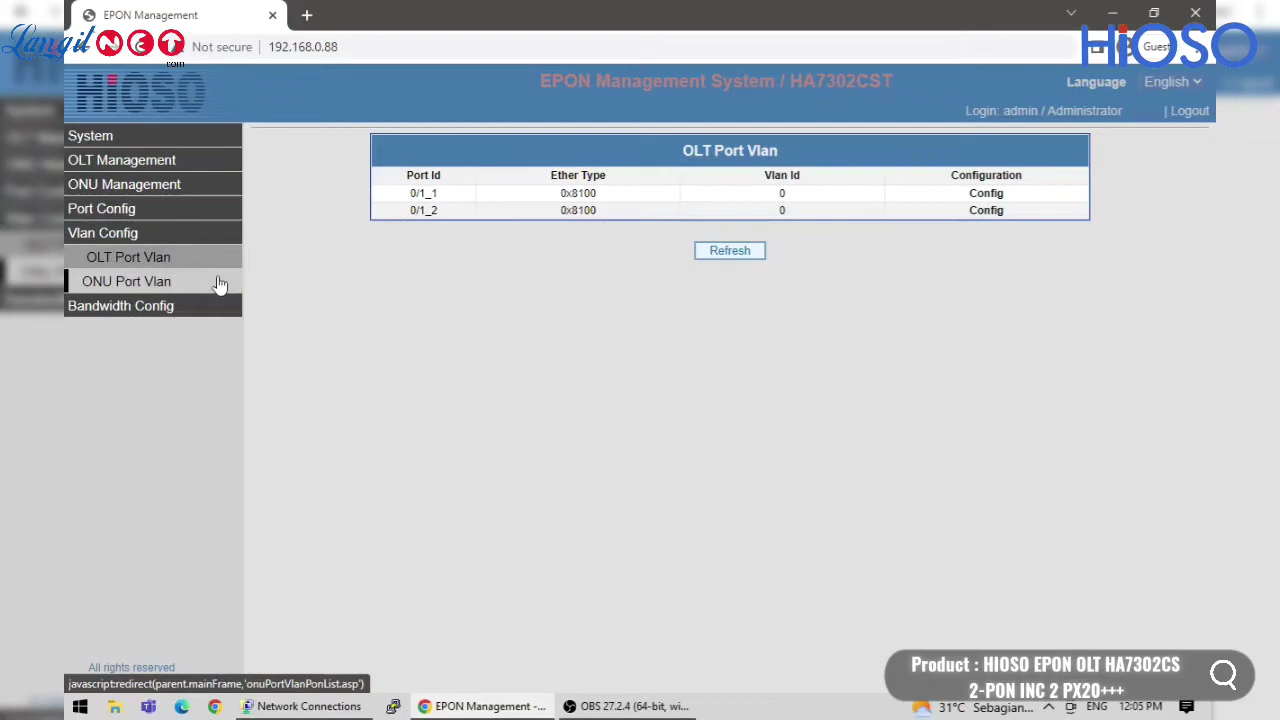 EPON Management
Langit NET
.com
Not secure
192.168.0.88
Guest
HiOSO
HiOSO
EPON Management System / HA7302CST
Language
English
Login: admin / Administrator
| Logout
System
OLT Management
ONU Management
Port Config
Vlan Config
OLT Port Vlan
ONU Port Vlan
Bandwidth Config
OLT Port Vlan
Port Id Ether Type Vlan Id Configuration
0/1_1 0x8100 0 Config
0/1_2 0x8100 0 Config
Refresh
All rights reserved
javascript:redirect(parent.mainFrame,'onuPortVlanPonList.asp')
Product : HIOSO EPON OLT HA7302CS
2-PON INC 2 PX20+++
Network Connections
EPON Management -...
OBS 27.2.4 (64-bit, wi...
31°C Sebagian...
ENG
12:05 PM